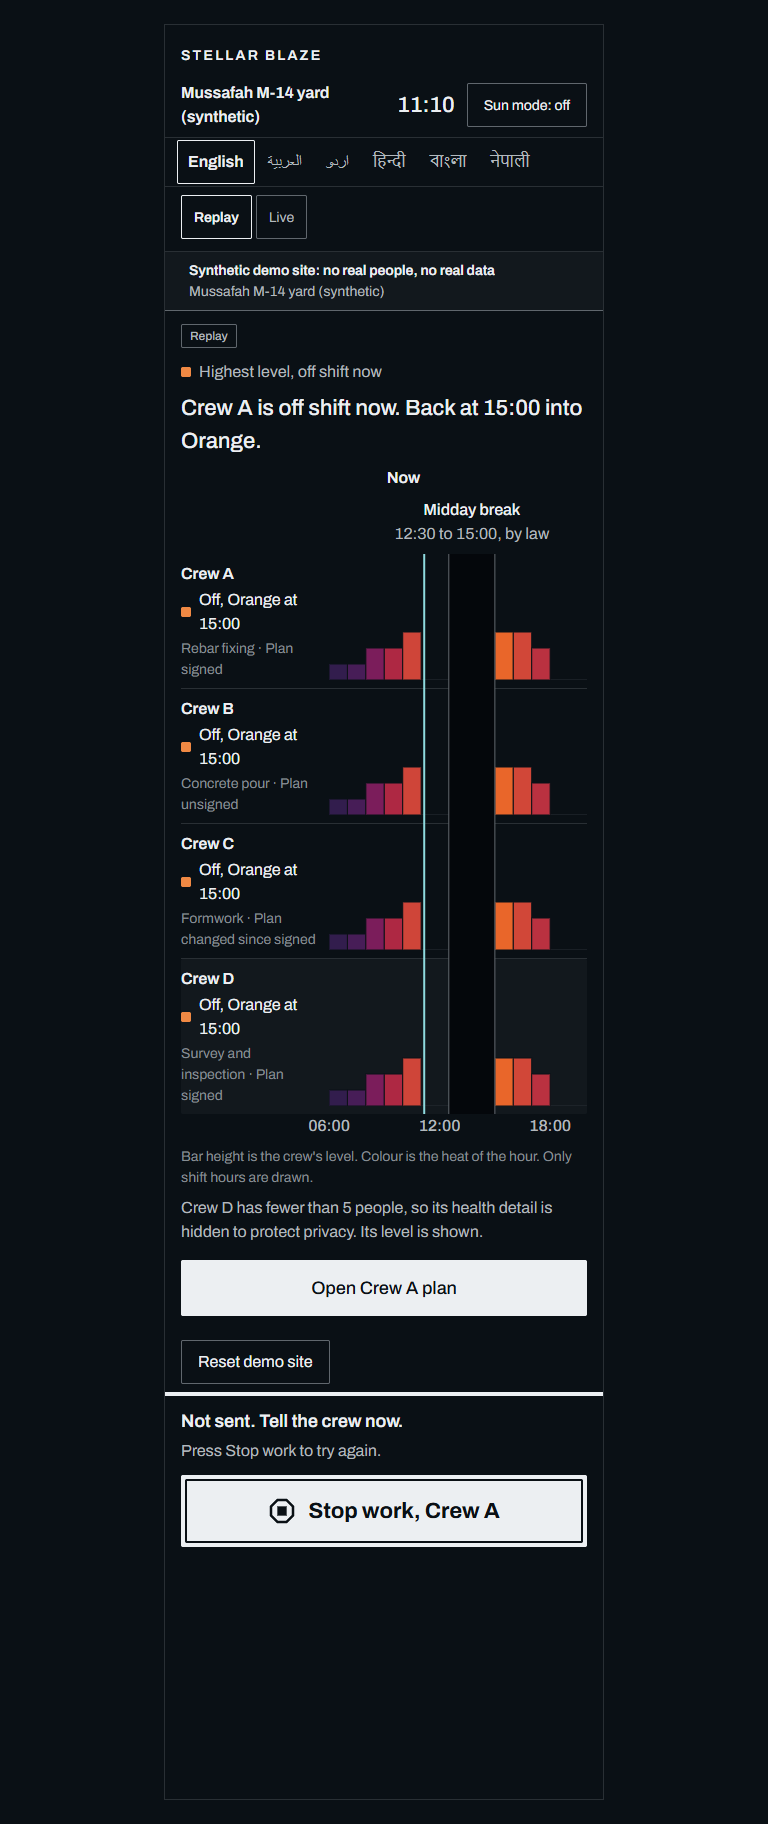 STELLAR BLAZE
Mussafah M-14 yard
(synthetic)
11:10
Sun mode: off
English
العربية
اردو
हिन्दी
বাংলা
नेपाली
Replay
Live
Synthetic demo site: no real people, no real data
Mussafah M-14 yard (synthetic)
Replay
Highest level, off shift now
Crew A is off shift now. Back at 15:00 into
Orange.
Now
Midday break
12:30 to 15:00, by law
Crew A
Off, Orange at
15:00
Rebar fixing · Plan
signed
Crew B
Off, Orange at
15:00
Concrete pour · Plan
unsigned
Crew C
Off, Orange at
15:00
Formwork · Plan
changed since signed
Crew D
Off, Orange at
15:00
Survey and
inspection · Plan
signed
06:00
12:00
18:00
Bar height is the crew's level. Colour is the heat of the hour. Only
shift hours are drawn.
Crew D has fewer than 5 people, so its health detail is
hidden to protect privacy. Its level is shown.
Open Crew A plan
Reset demo site
Not sent. Tell the crew now.
Press Stop work to try again.
Stop work, Crew A